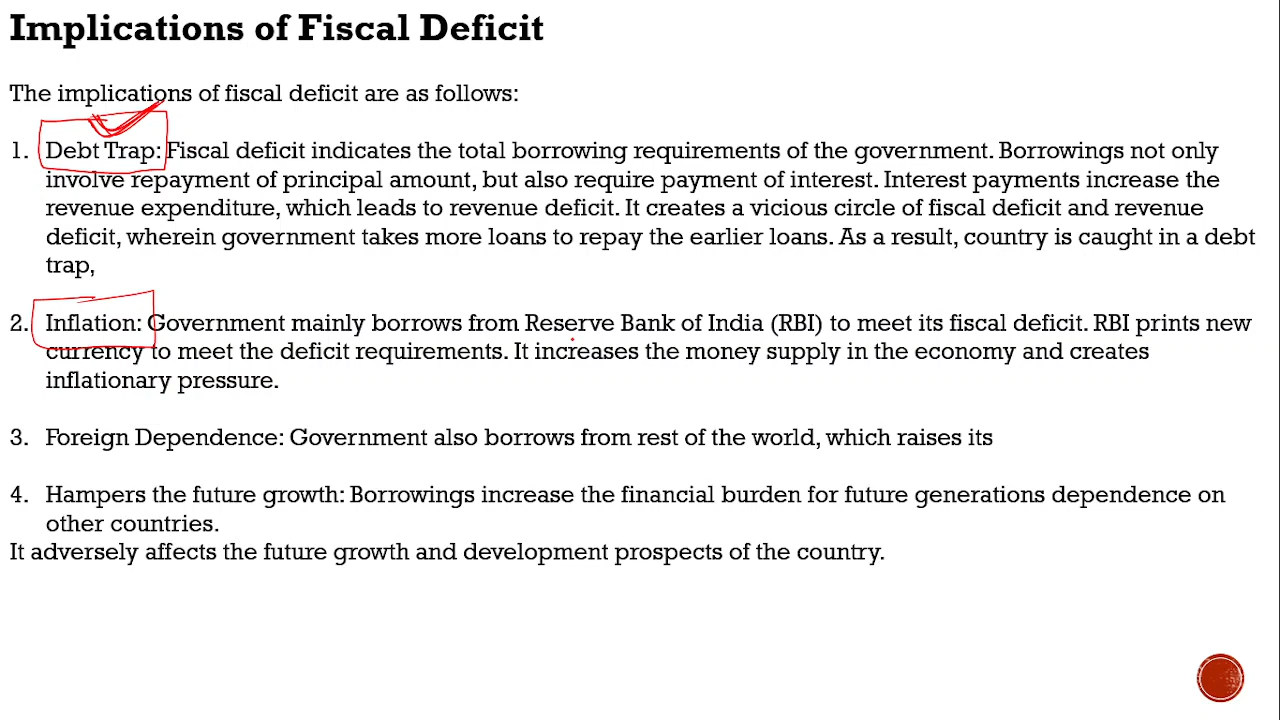 Implications of Fiscal Deficit
The implications of fiscal deficit are as follows:
1. Debt Trap: Fiscal deficit indicates the total borrowing requirements of the government. Borrowings not only
involve repayment of principal amount, but also require payment of interest. Interest payments increase the
revenue expenditure, which leads to revenue deficit. It creates a vicious circle of fiscal deficit and revenue
deficit, wherein government takes more loans to repay the earlier loans. As a result, country is caught in a debt
trap,
2. Inflation: Government mainly borrows from Reserve Bank of India (RBI) to meet its fiscal deficit. RBI prints new
currency to meet the deficit requirements. It increases the money supply in the economy and creates
inflationary pressure.
3. Foreign Dependence: Government also borrows from rest of the world, which raises its
4. Hampers the future growth: Borrowings increase the financial burden for future generations dependence on
other countries.
It adversely affects the future growth and development prospects of the country.